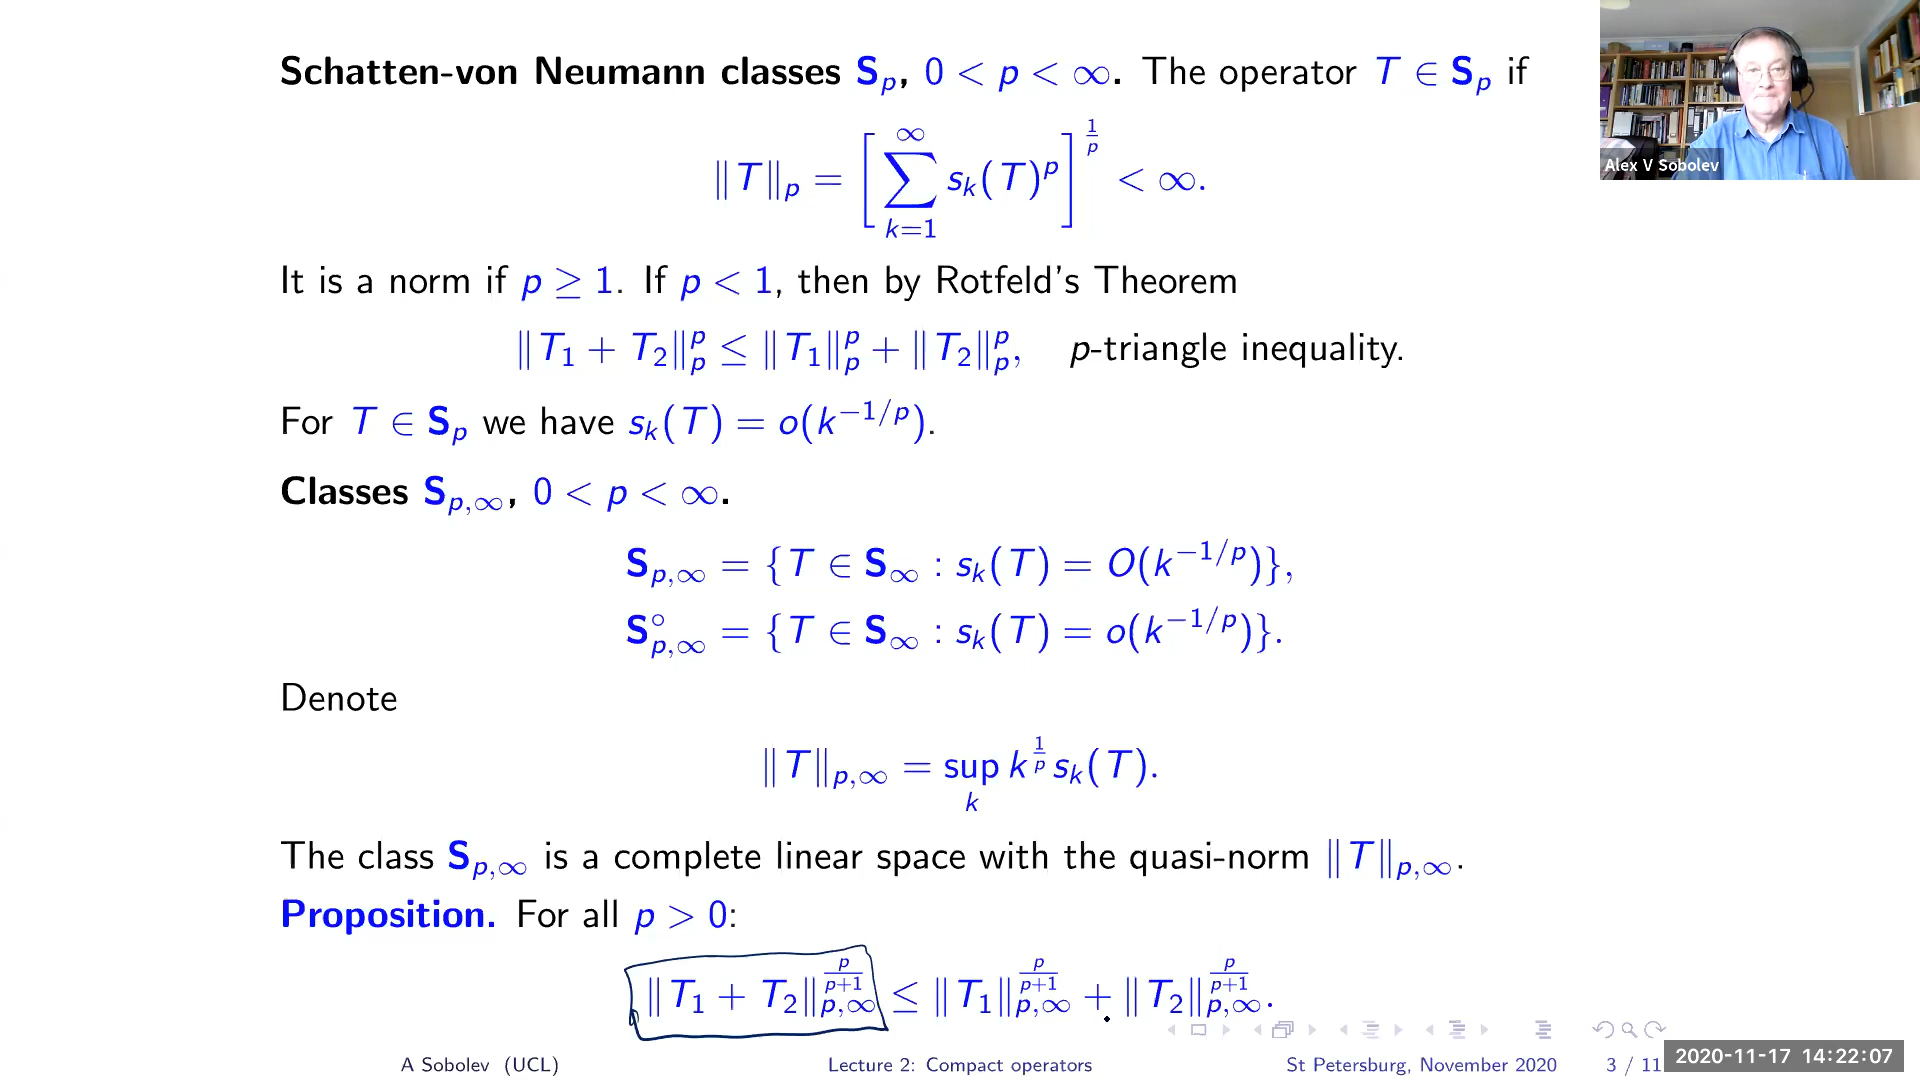 Schatten-von Neumann classes S_p, 0 < p < ∞. The operator T ∈ S_p if
‖T‖_p = [∑_{k=1}^∞ s_k(T)^p]^{1/p} < ∞.
Alex V Sobolev
It is a norm if p ≥ 1. If p < 1, then by Rotfeld's Theorem
‖T_1 + T_2‖_p^p ≤ ‖T_1‖_p^p + ‖T_2‖_p^p, p-triangle inequality.
For T ∈ S_p we have s_k(T) = o(k^{−1/p}).
Classes S_{p,∞}, 0 < p < ∞.
S_{p,∞} = {T ∈ S_∞ : s_k(T) = O(k^{−1/p})},
S°_{p,∞} = {T ∈ S_∞ : s_k(T) = o(k^{−1/p})}.
Denote
‖T‖_{p,∞} = sup_k k^{1/p} s_k(T).
The class S_{p,∞} is a complete linear space with the quasi-norm ‖T‖_{p,∞}.
Proposition. For all p > 0:
‖T_1 + T_2‖_{p,∞}^{p/(p+1)} ≤ ‖T_1‖_{p,∞}^{p/(p+1)} + ‖T_2‖_{p,∞}^{p/(p+1)}.
A Sobolev (UCL) Lecture 2: Compact operators St Petersburg, November 2020 3 / 11
2020-11-17 14:22:07